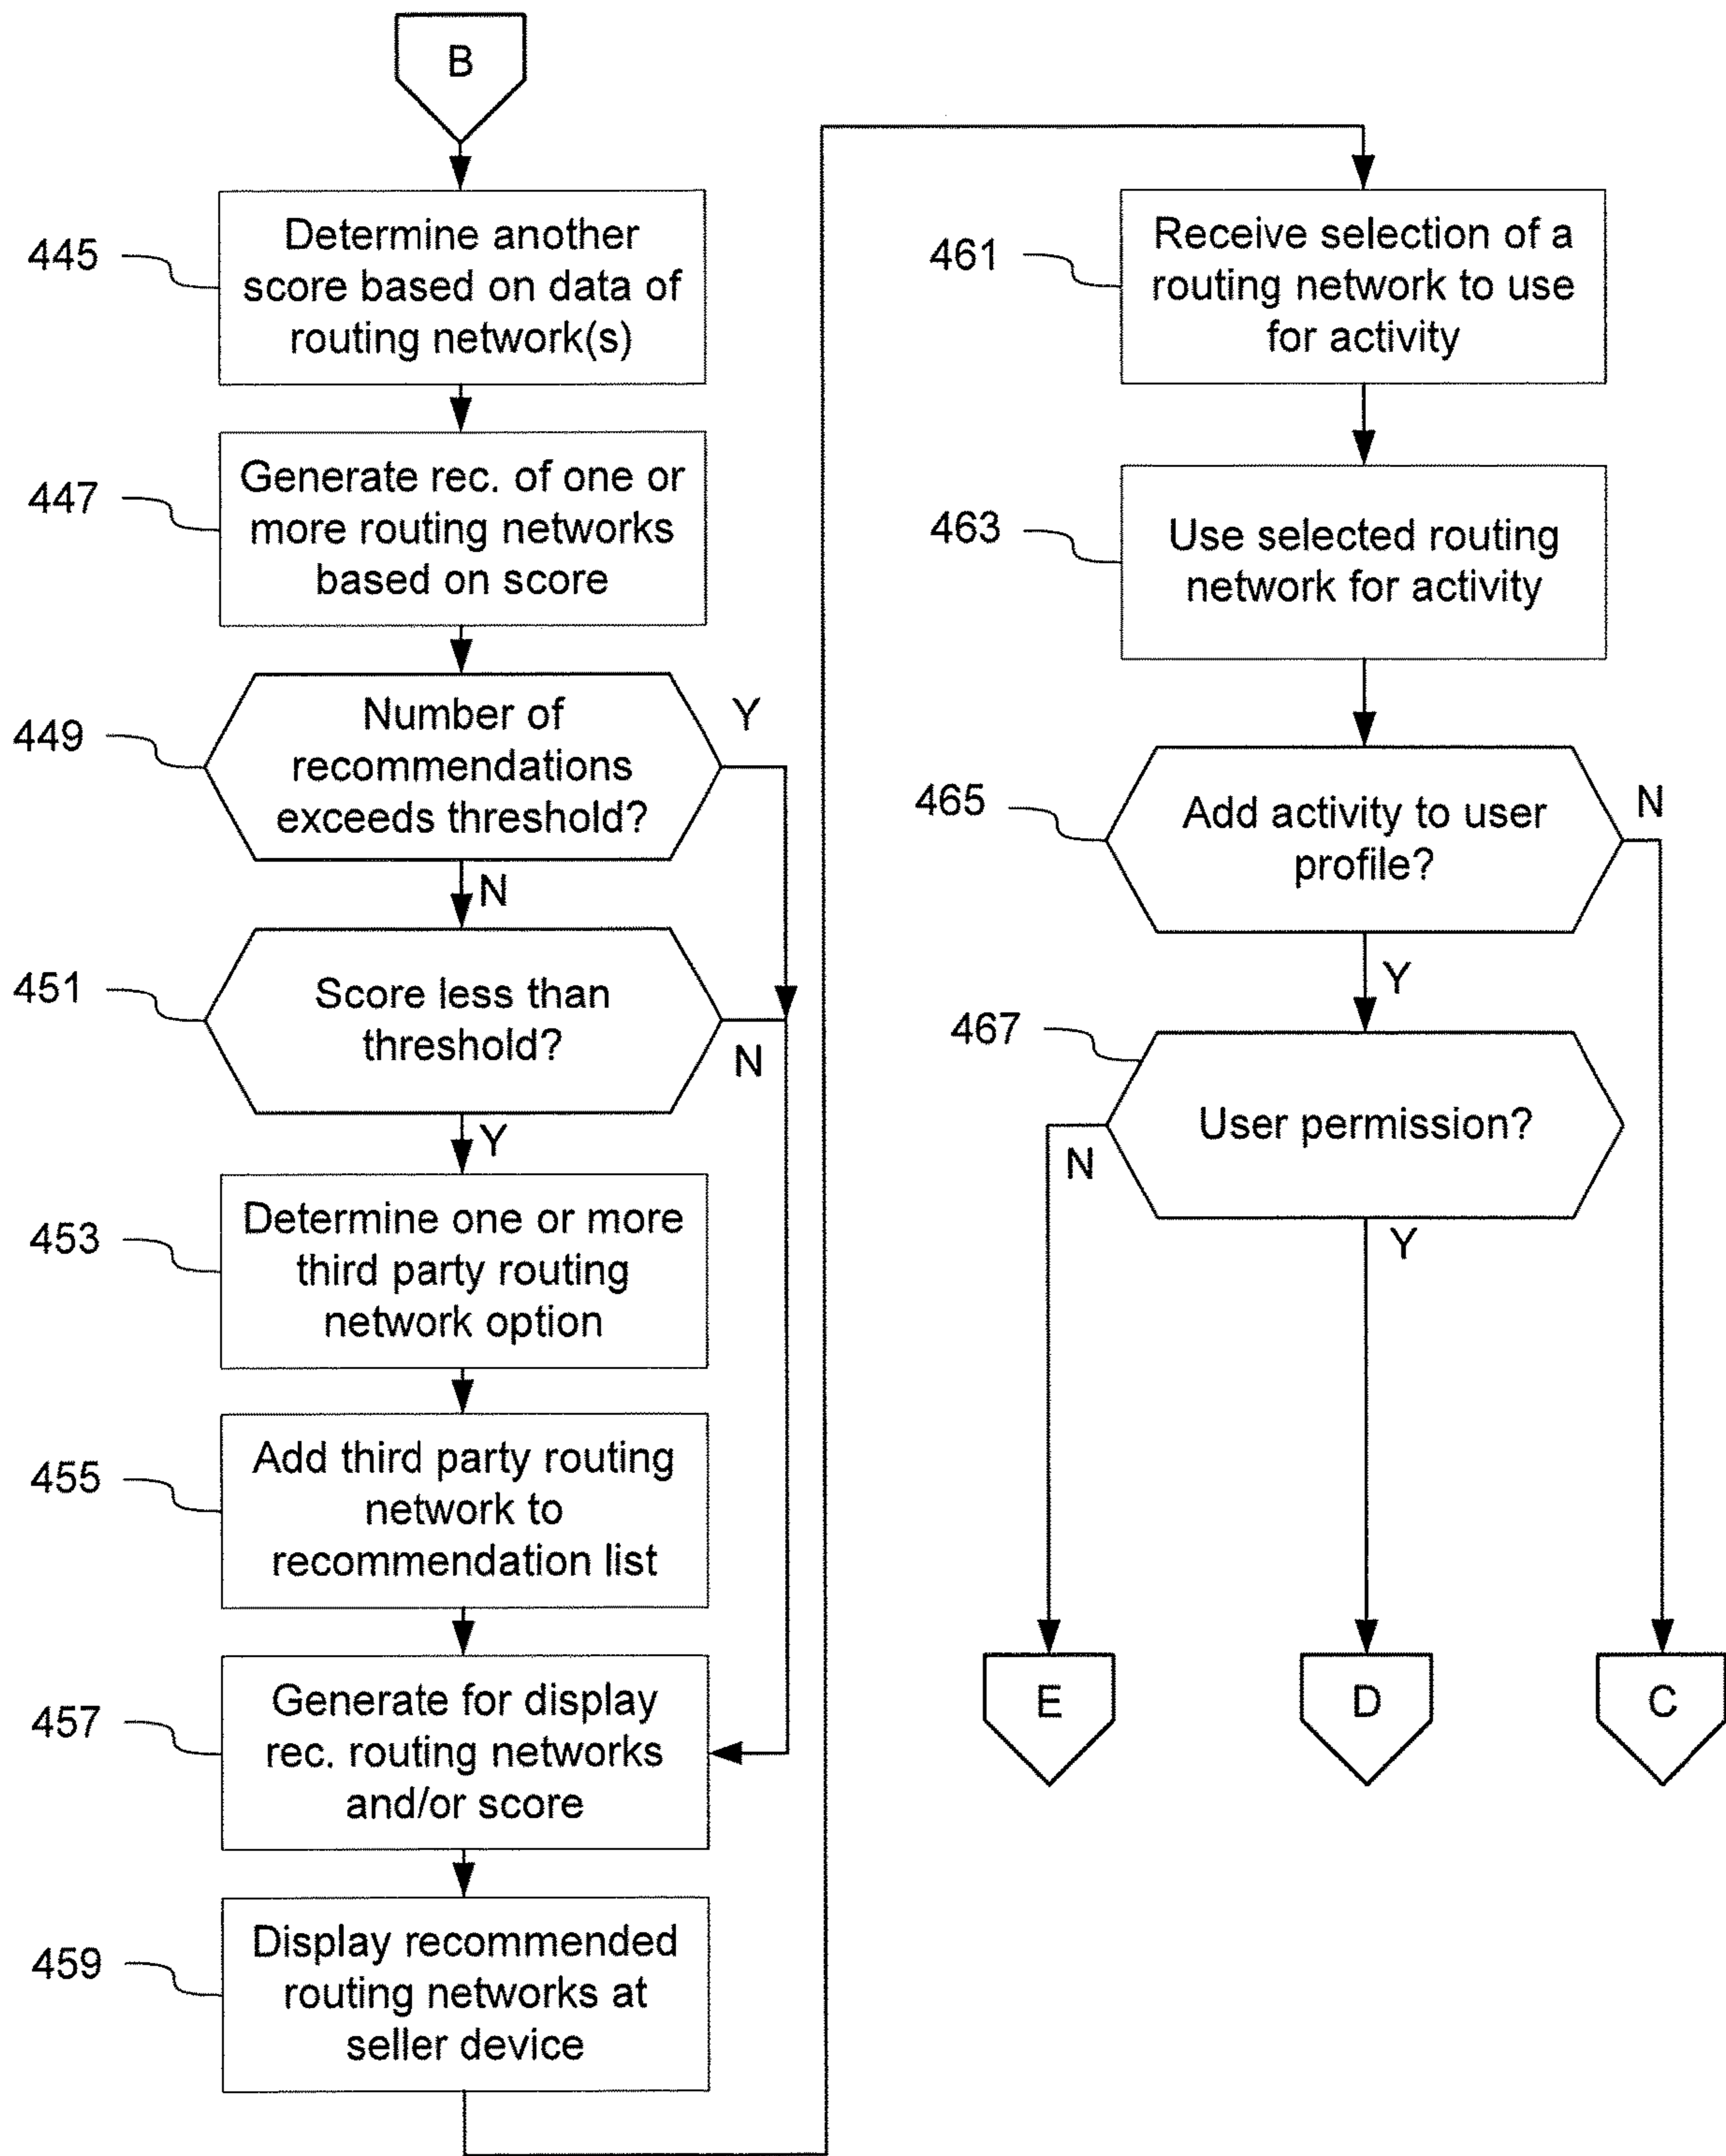 B
445
Determine another
score based on data of
routing network(s)
447
Generate rec. of one or
more routing networks
based on score
449
Number of
recommendations
exceeds threshold?
Y
N
451
Score less than
threshold?
N
Y
453
Determine one or more
third party routing
network option
455
Add third party routing
network to
recommendation list
457
Generate for display
rec. routing networks
and/or score
459
Display recommended
routing networks at
seller device
461
Receive selection of a
routing network to use
for activity
463
Use selected routing
network for activity
465
Add activity to user
profile?
N
Y
467
User permission?
N
Y
E
D
C